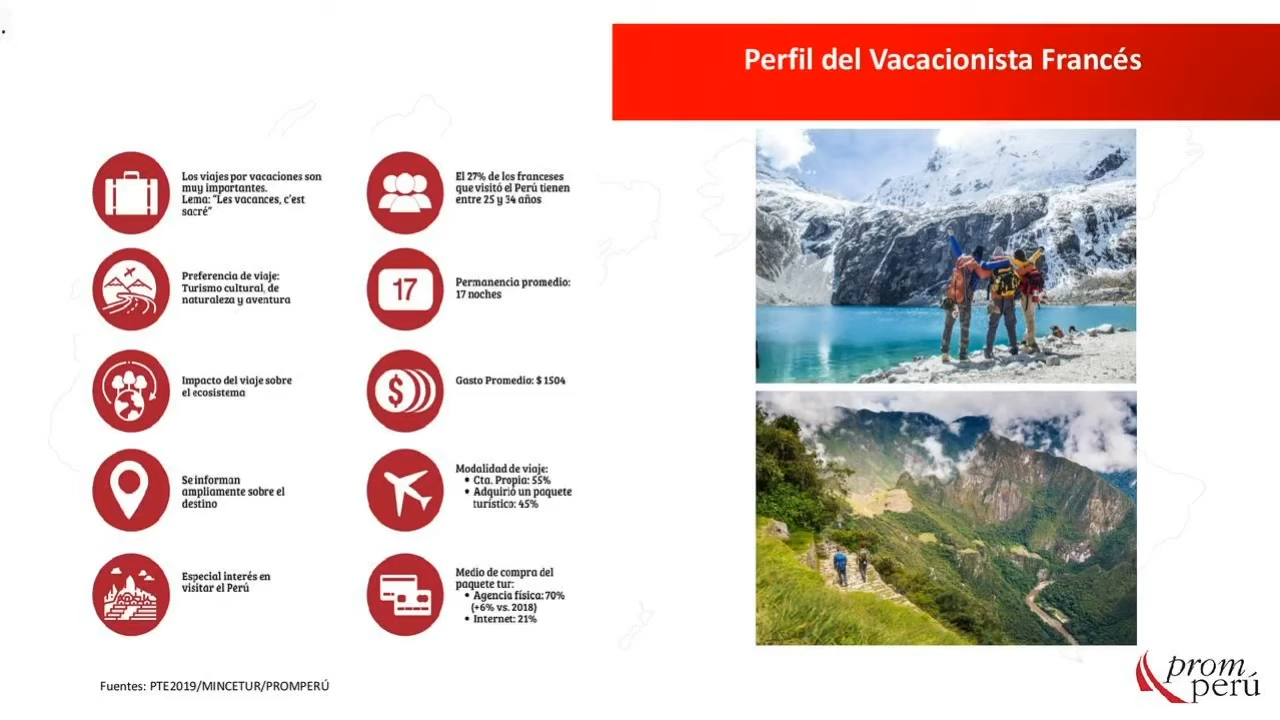 Perfil del Vacacionista Francés
Los viajes por vacaciones son
muy importantes.
Lema: "Les vacances, c'est
sacré"
Preferencia de viaje:
Turismo cultural, de
naturaleza y aventura
Impacto del viaje sobre
el ecosistema
Se informan
ampliamente sobre el
destino
Especial interés en
visitar el Perú
El 27% de los franceses
que visitó el Perú tienen
entre 25 y 34 años
17
Permanencia promedio:
17 noches
$
Gasto Promedio: $ 1504
Modalidad de viaje:
• Cta. Propia: 55%
• Adquirió un paquete
turístico: 45%
Medio de compra del
paquete tur:
• Agencia física: 70%
(+6% vs. 2018)
• Internet: 21%
Fuentes: PTE2019/MINCETUR/PROMPERÚ
prom
perú